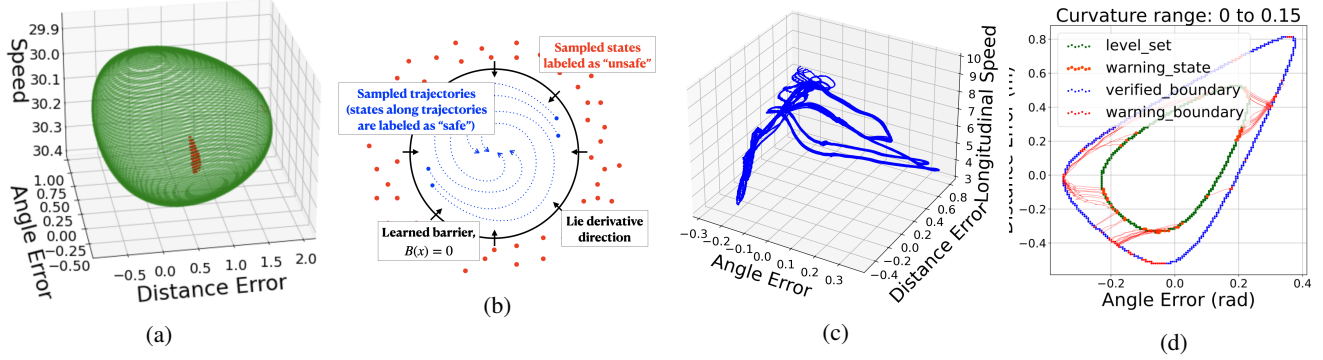 29.9
30.0
30.1
30.2
30.3
30.4
Speed
1.00
0.75
0.50
0.25
0.00
−0.25
−0.50
Angle Error
−0.5
0.0
0.5
1.0
1.5
2.0
Distance Error
(a)
Sampled states
labeled as “unsafe”
Sampled trajectories
(states along trajectories
are labeled as “safe”)
Learned barrier,
B(x) = 0
Lie derivative
direction
(b)
10
9
8
7
6
5
4
3
Longitudinal Speed
−0.3
−0.2
−0.1
0.0
0.1
0.2
0.3
Angle Error
0.8
0.6
0.4
0.2
0.0
−0.2
−0.4
Distance Error
(c)
Curvature range: 0 to 0.15
level_set
warning_state
verified_boundary
warning_boundary
0.8
0.6
0.4
0.2
0.0
−0.2
−0.4
−0.2
0.0
0.2
0.4
Angle Error (rad)
(d)